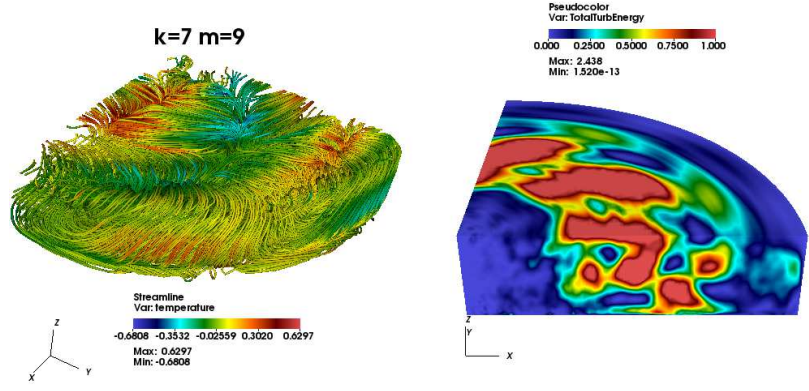 k=7 m=9
Streamline
Var: temperature
-0.6808 -0.3532 -0.02559 0.3020 0.6297
Max: 0.6297
Min: -0.6808
Z
Y
X
Pseudocolor
Var: TotalTurbEnergy
0.000 0.2500 0.5000 0.7500 1.000
Max: 2.438
Min: 1.520e-13
Z
Y
X